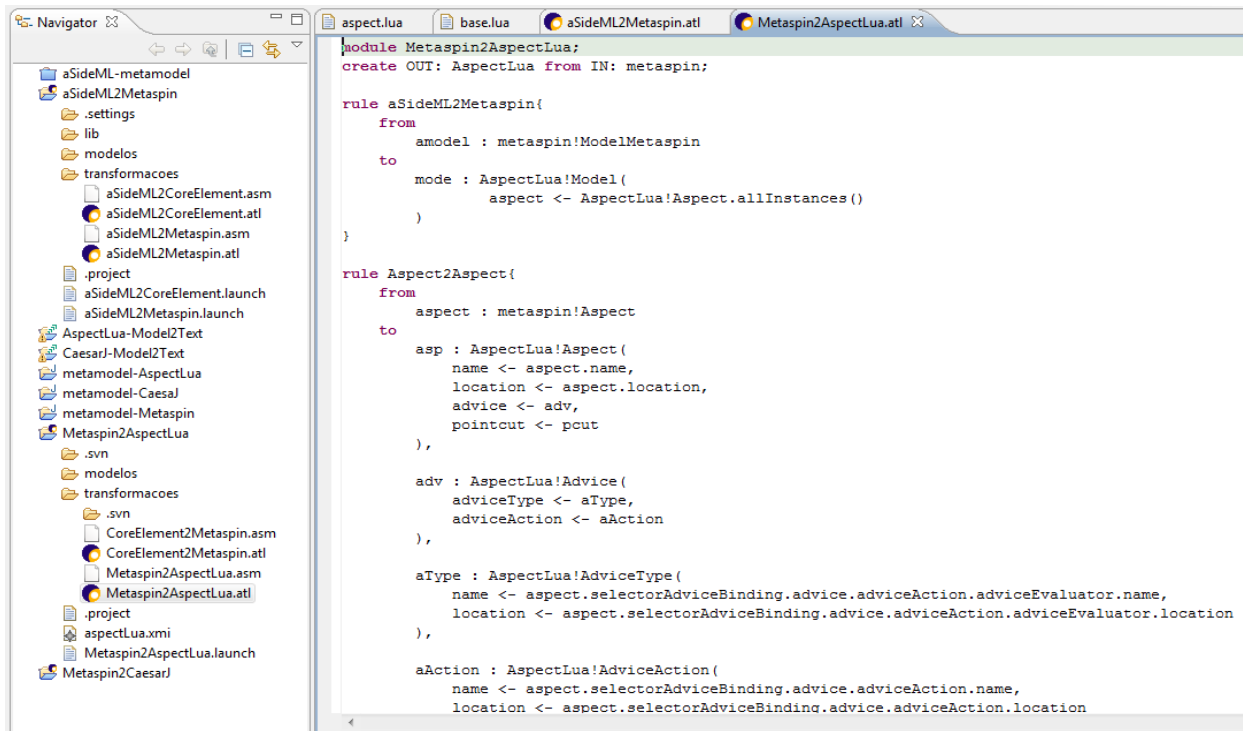 Navigator
aSideML-metamodel
aSideML2Metaspin
.settings
lib
modelos
transformacoes
aSideML2CoreElement.asm
aSideML2CoreElement.atl
aSideML2Metaspin.asm
aSideML2Metaspin.atl
.project
aSideML2CoreElement.launch
aSideML2Metaspin.launch
AspectLua-Model2Text
CaesarJ-Model2Text
metamodel-AspectLua
metamodel-CaesaJ
metamodel-Metaspin
Metaspin2AspectLua
.svn
modelos
transformacoes
.svn
CoreElement2Metaspin.asm
CoreElement2Metaspin.atl
Metaspin2AspectLua.asm
Metaspin2AspectLua.atl
.project
aspectLua.xmi
Metaspin2AspectLua.launch
Metaspin2CaesarJ
aspect.lua base.lua aSideML2Metaspin.atl Metaspin2AspectLua.atl
module Metaspin2AspectLua;
create OUT: AspectLua from IN: metaspin;
rule aSideML2Metaspin{
from
amodel : metaspin!ModelMetaspin
to
mode : AspectLua!Model(
aspect <- AspectLua!Aspect.allInstances()
)
}
rule Aspect2Aspect{
from
aspect : metaspin!Aspect
to
asp : AspectLua!Aspect(
name <- aspect.name,
location <- aspect.location,
advice <- adv,
pointcut <- pcut
),
adv : AspectLua!Advice(
adviceType <- aType,
adviceAction <- aAction
),
aType : AspectLua!AdviceType(
name <- aspect.selectorAdviceBinding.advice.adviceAction.adviceEvaluator.name,
location <- aspect.selectorAdviceBinding.advice.adviceAction.adviceEvaluator.location
),
aAction : AspectLua!AdviceAction(
name <- aspect.selectorAdviceBinding.advice.adviceAction.name,
location <- aspect.selectorAdviceBinding.advice.adviceAction.location